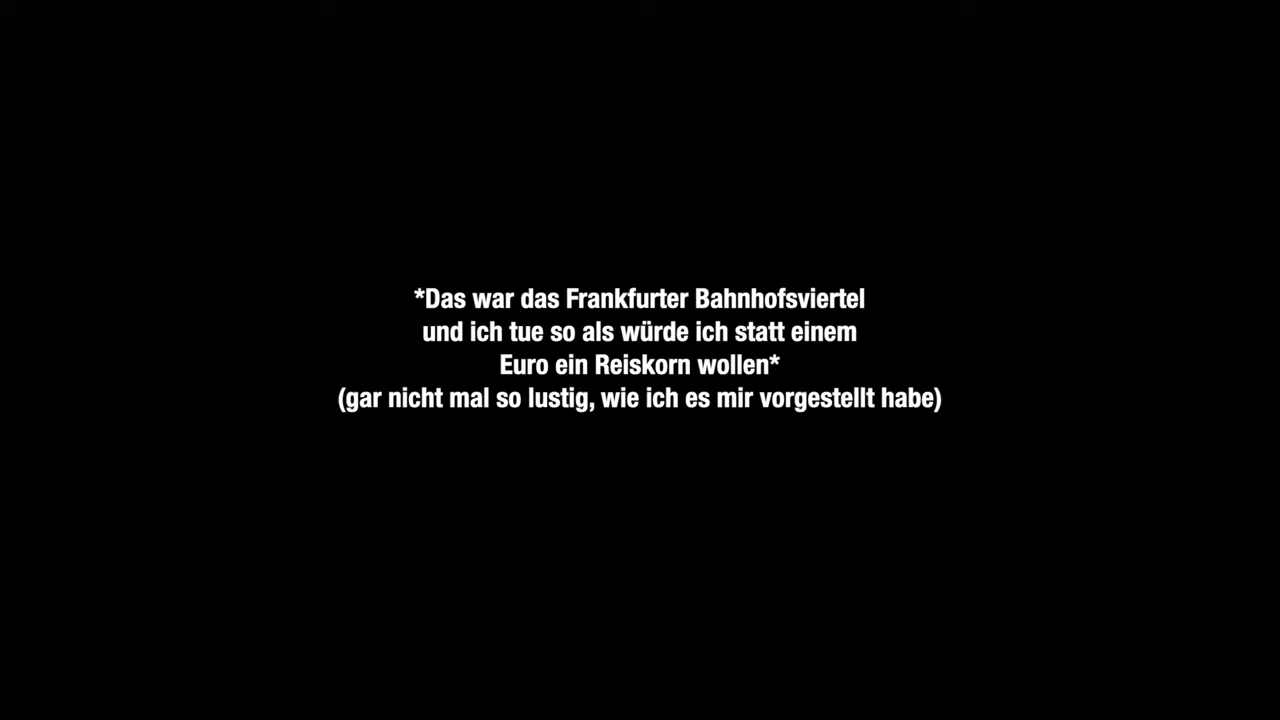 *Das war das Frankfurter Bahnhofsviertel
und ich tue so als würde ich statt einem
Euro ein Reiskorn wollen*
(gar nicht mal so lustig, wie ich es mir vorgestellt habe)